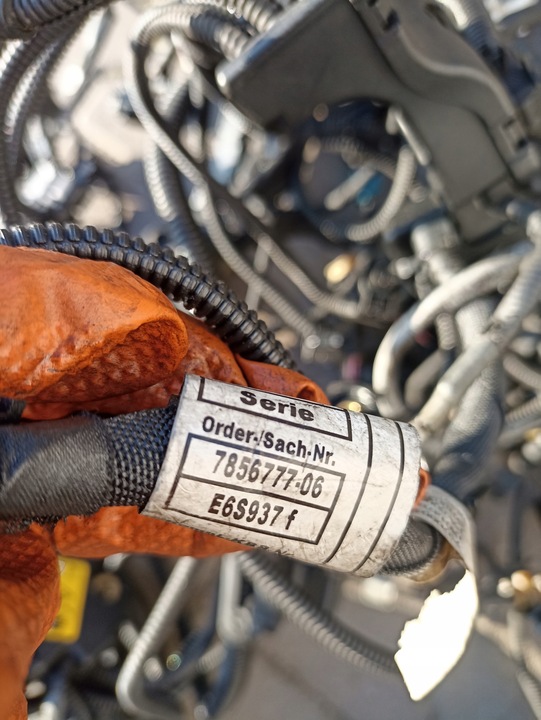 Serie
Order-/Sach-Nr.
7856777-06
E6S937 f